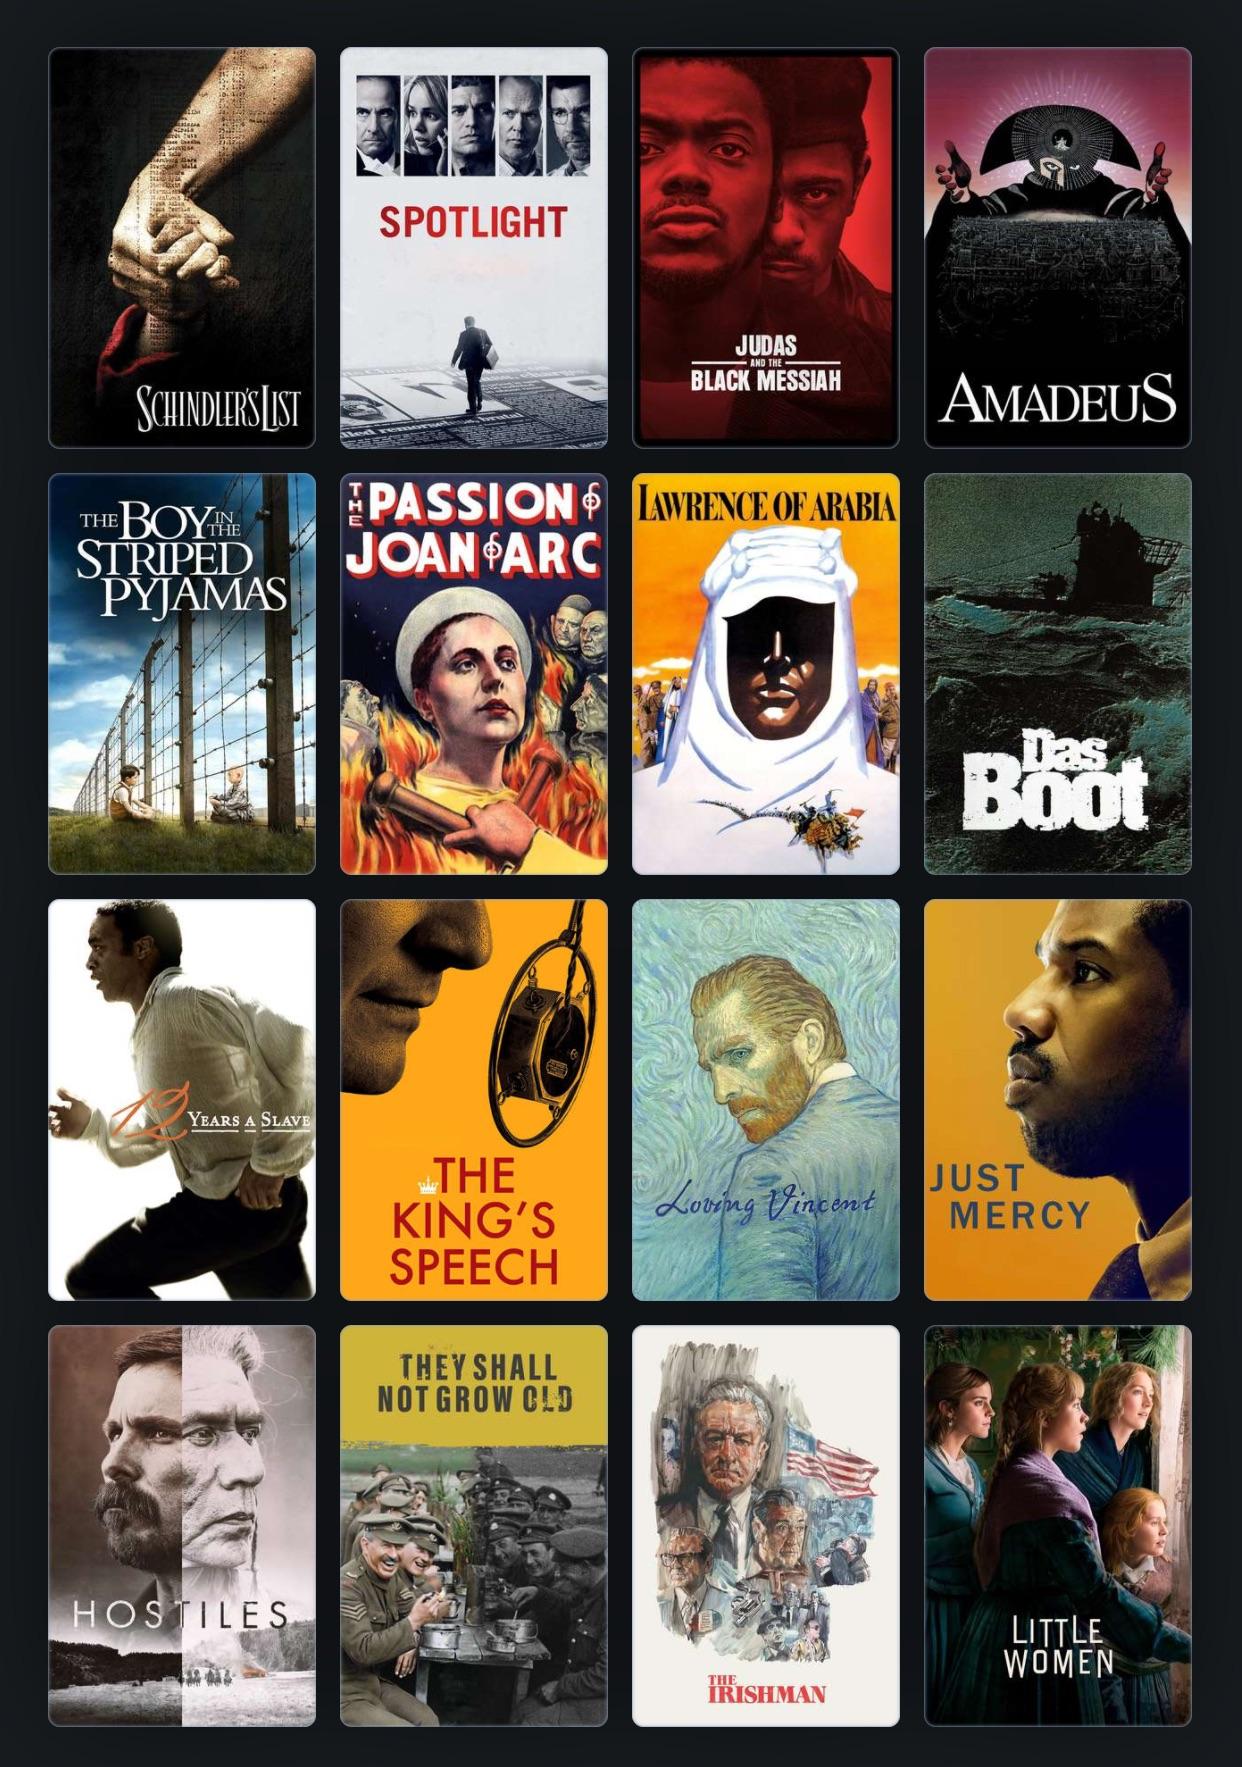 SCHINDLER'S LIST
SPOTLIGHT
JUDAS
AND THE
BLACK MESSIAH
AMADEUS
THE BOY IN THE
STRIPED
PYJAMAS
THE PASSION of
JOAN of ARC
LAWRENCE OF ARABIA
Das
Boot
12 YEARS A SLAVE
THE
KING'S
SPEECH
Loving Vincent
JUST
MERCY
HOSTILES
THEY SHALL
NOT GROW OLD
THE
IRISHMAN
LITTLE
WOMEN